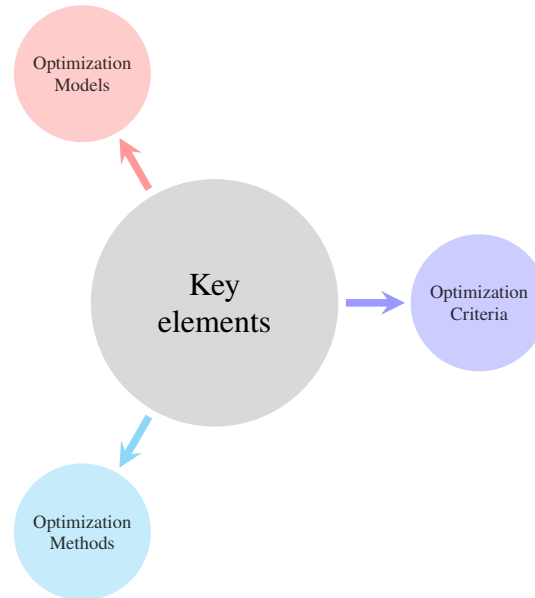 Optimization
Models
Key
elements
Optimization
Criteria
Optimization
Methods